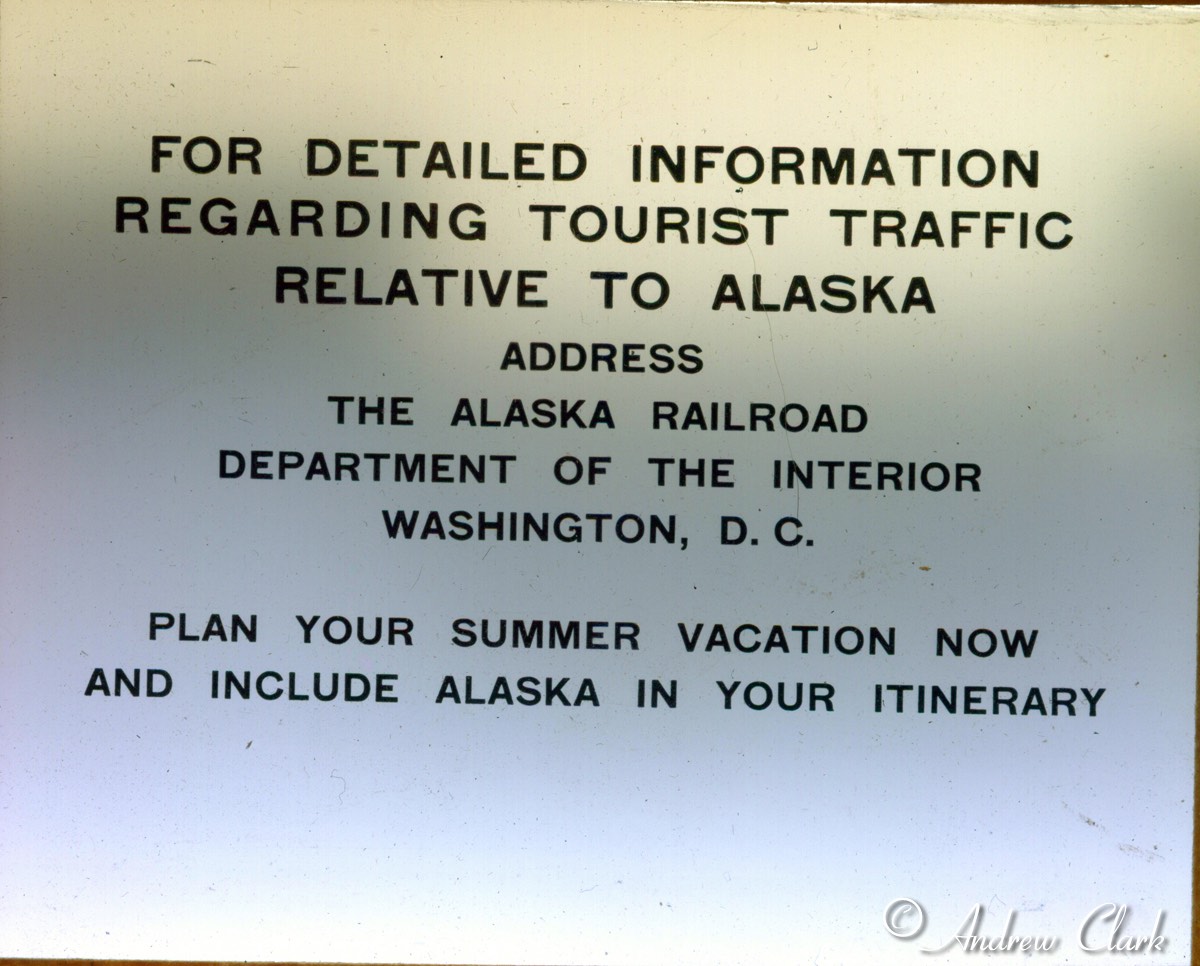 FOR DETAILED INFORMATION
REGARDING TOURIST TRAFFIC
RELATIVE TO ALASKA
ADDRESS
THE ALASKA RAILROAD
DEPARTMENT OF THE INTERIOR
WASHINGTON, D. C.
PLAN YOUR SUMMER VACATION NOW
AND INCLUDE ALASKA IN YOUR ITINERARY
© Andrew Clark